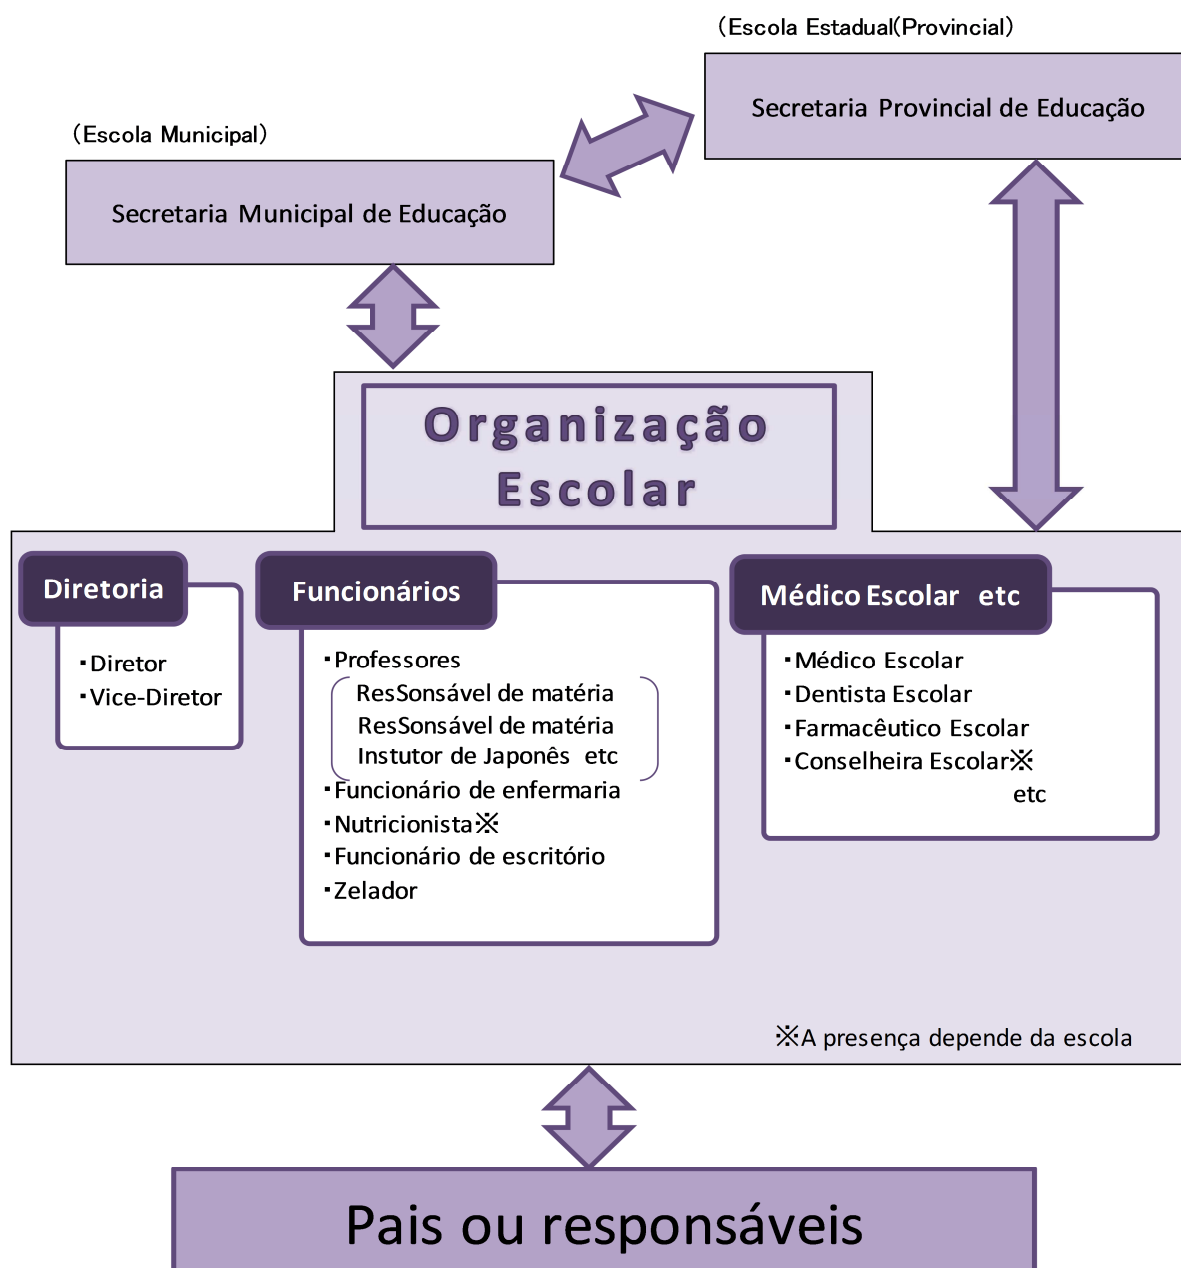 （Escola Estadual(Provincial)
Secretaria Provincial de Educação
（Escola Municipal）
Secretaria Municipal de Educação
Organização
Escolar
Diretoria
・Diretor
・Vice-Diretor
Funcionários
・Professores
ResSonsável de matéria
ResSonsável de matéria
Instutor de Japonês etc
・Funcionário de enfermaria
・Nutricionista※
・Funcionário de escritório
・Zelador
Médico Escolar etc
・Médico Escolar
・Dentista Escolar
・Farmacêutico Escolar
・Conselheira Escolar※
etc
※A presença depende da escola
Pais ou responsáveis